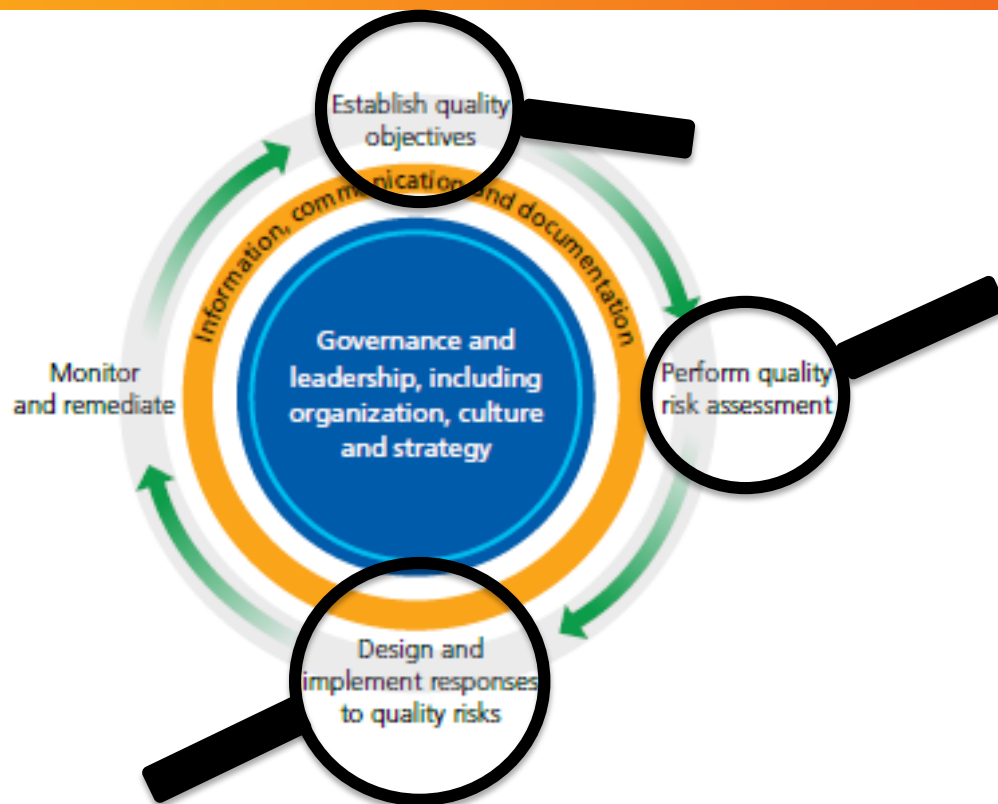 Establish quality
objectives
Information, communication and documentation
Governance and
leadership, including
organization, culture
and strategy
Monitor
and remediate
Perform quality
risk assessment
Design and
implement responses
to quality risks